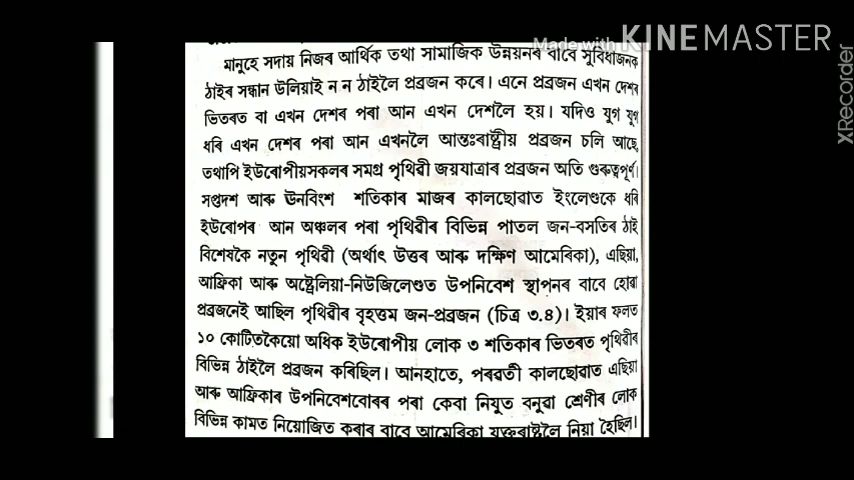 Made with KINEMASTER
XRecorder
মানুহে সদায় নিজৰ আৰ্থিক তথা সামাজিক উন্নয়নৰ বাবে সুবিধাজনক
ঠাইৰ সন্ধান উলিয়াই ন ন ঠাইলৈ প্ৰব্ৰজন কৰে। এনে প্ৰব্ৰজন এখন দেশৰ
ভিতৰত বা এখন দেশৰ পৰা আন এখন দেশলৈ হয়। যদিও যুগ যুগ
ধৰি এখন দেশৰ পৰা আন এখনলৈ আন্তঃৰাষ্ট্ৰীয় প্ৰব্ৰজন চলি আছে,
তথাপি ইউৰোপীয়সকলৰ সমগ্ৰ পৃথিৱী জয়যাত্ৰাৰ প্ৰব্ৰজন অতি গুৰুত্বপূৰ্ণ।
সপ্তদশ আৰু ঊনবিংশ শতিকাৰ মাজৰ কালছোৱাত ইংলেণ্ডকে ধৰি
ইউৰোপৰ আন অঞ্চলৰ পৰা পৃথিৱীৰ বিভিন্ন পাতল জন-বসতিৰ ঠাই
বিশেষকৈ নতুন পৃথিৱী (অৰ্থাৎ উত্তৰ আৰু দক্ষিণ আমেৰিকা), এছিয়া,
আফ্ৰিকা আৰু অষ্ট্ৰেলিয়া-নিউজিলেণ্ডত উপনিবেশ স্থাপনৰ বাবে হোৱা
প্ৰব্ৰজনেই আছিল পৃথিৱীৰ বৃহত্তম জন-প্ৰব্ৰজন (চিত্ৰ ৩.৪)। ইয়াৰ ফলত
১০ কোটিতকৈয়ো অধিক ইউৰোপীয় লোক ৩ শতিকাৰ ভিতৰত পৃথিৱীৰ
বিভিন্ন ঠাইলৈ প্ৰব্ৰজন কৰিছিল। আনহাতে, পৰৱৰ্তী কালছোৱাত এছিয়া
আৰু আফ্ৰিকাৰ উপনিবেশবোৰৰ পৰা কেবা নিযুত বনুৱা শ্ৰেণীৰ লোক
বিভিন্ন কামত নিয়োজিত কৰাৰ বাবে আমেৰিকা যুক্তৰাষ্ট্ৰলৈ নিয়া হৈছিল।